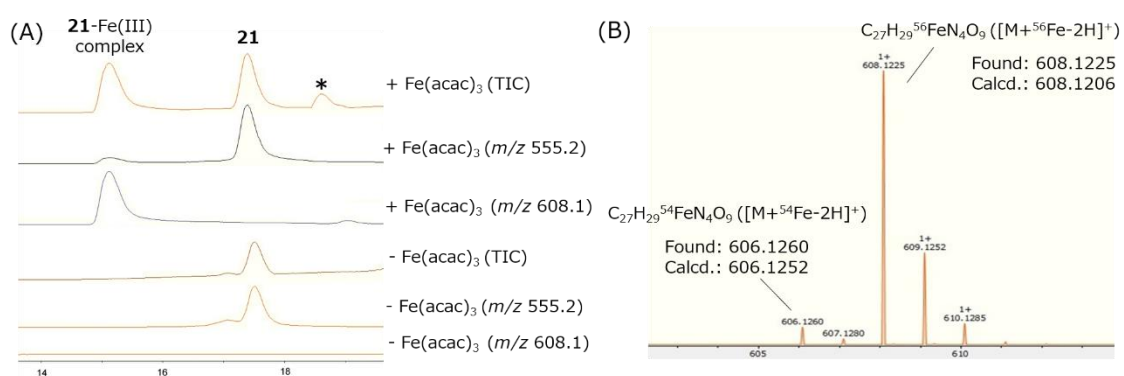 (A)
21-Fe(III)
complex
21
*
+ Fe(acac)₃ (TIC)
+ Fe(acac)₃ (m/z 555.2)
+ Fe(acac)₃ (m/z 608.1)
- Fe(acac)₃ (TIC)
- Fe(acac)₃ (m/z 555.2)
- Fe(acac)₃ (m/z 608.1)
14 16 18
(B)
C₂₇H₂₉⁵⁶FeN₄O₉ ([M+⁵⁶Fe-2H]⁺)
Found: 608.1225
Calcd.: 608.1206
1+
608.1225
C₂₇H₂₉⁵⁴FeN₄O₉ ([M+⁵⁴Fe-2H]⁺)
Found: 606.1260
Calcd.: 606.1252
1+
609.1252
606.1260
607.1280
1+
610.1285
605 610